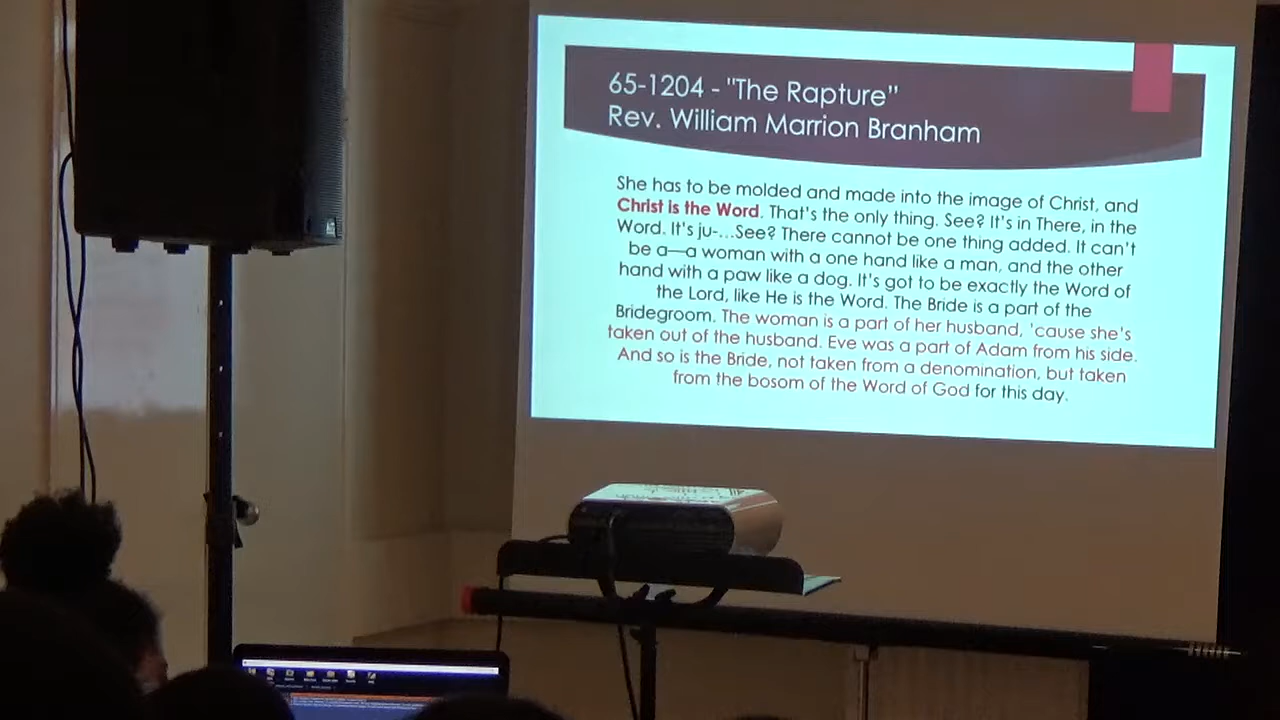 65-1204 - "The Rapture"
Rev. William Marrion Branham
She has to be molded and made into the image of Christ, and
Christ is the Word. That's the only thing. See? It's in There, in the
Word. It's ju-...See? There cannot be one thing added. It can't
be a—a woman with a one hand like a man, and the other
hand with a paw like a dog. It's got to be exactly the Word of
the Lord, like He is the Word. The Bride is a part of the
Bridegroom. The woman is a part of her husband, 'cause she's
taken out of the husband. Eve was a part of Adam from his side.
And so is the Bride, not taken from a denomination, but taken
from the bosom of the Word of God for this day.